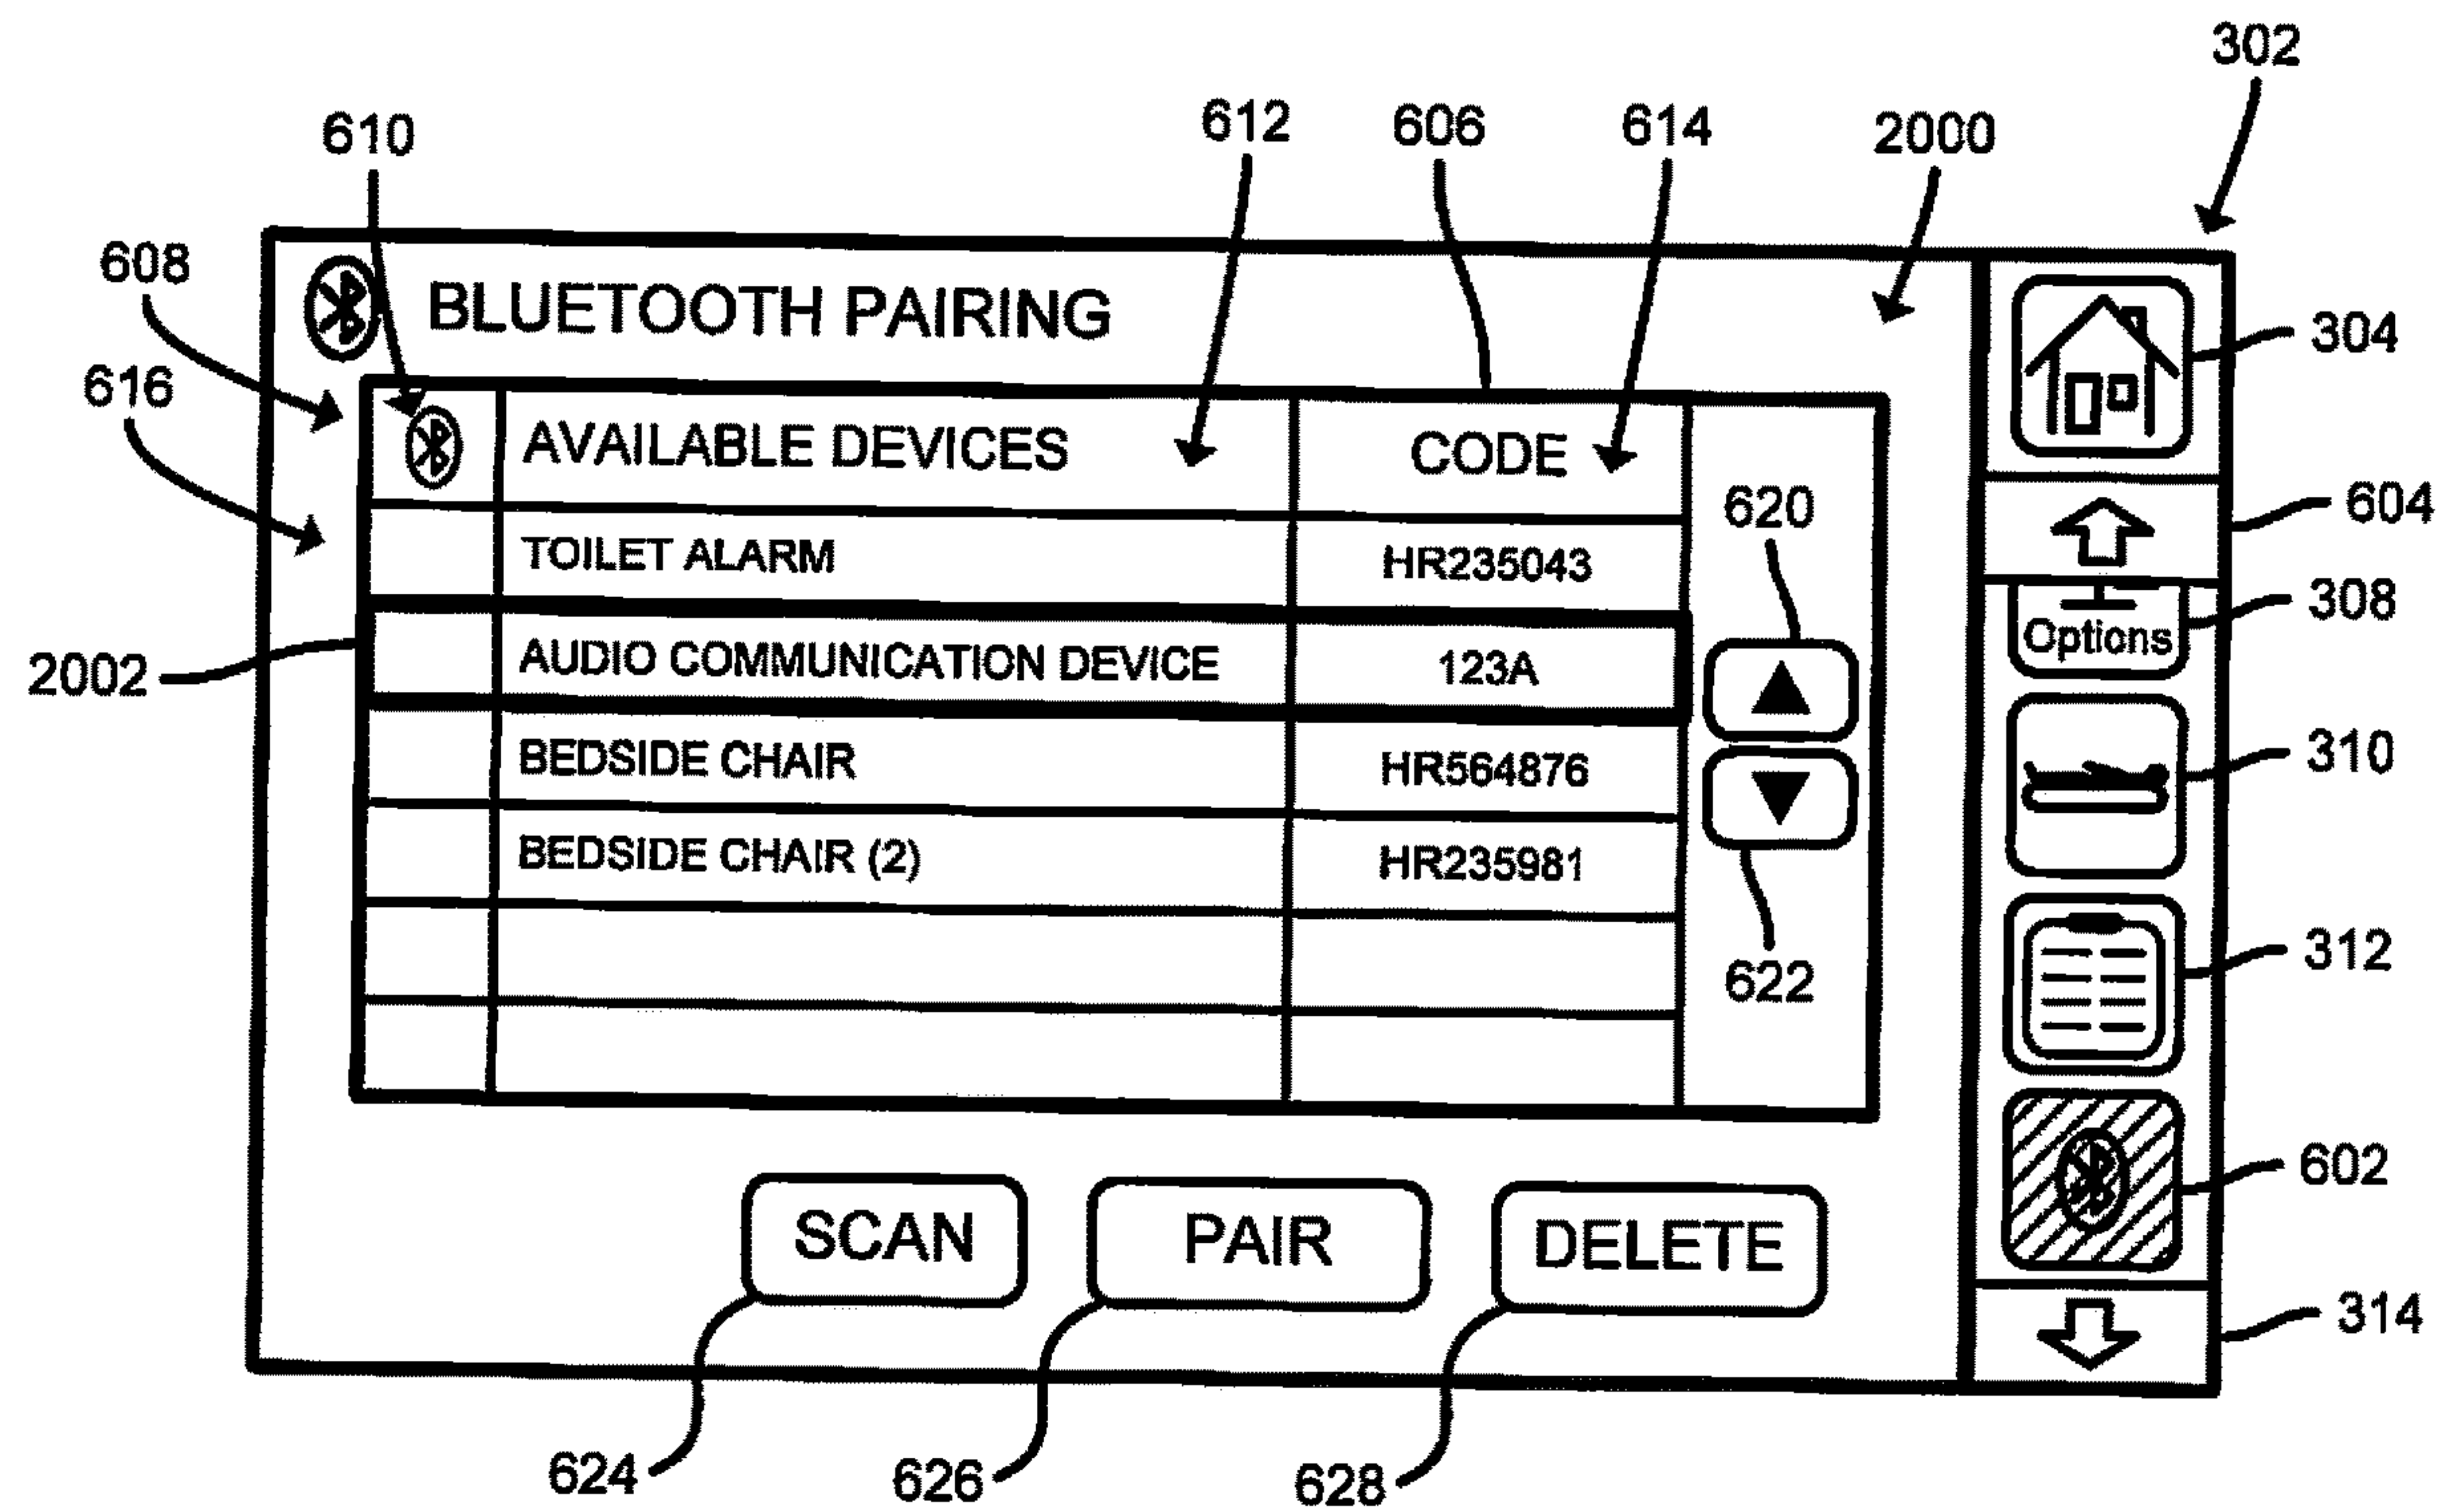 302
610
612
606
614
2000
608
BLUETOOTH PAIRING
304
616
AVAILABLE DEVICES
CODE
620
604
TOILET ALARM
HR235043
308
Options
2002
AUDIO COMMUNICATION DEVICE
123A
BEDSIDE CHAIR
HR564876
310
BEDSIDE CHAIR (2)
HR235981
622
312
602
SCAN
PAIR
DELETE
314
624
626
628